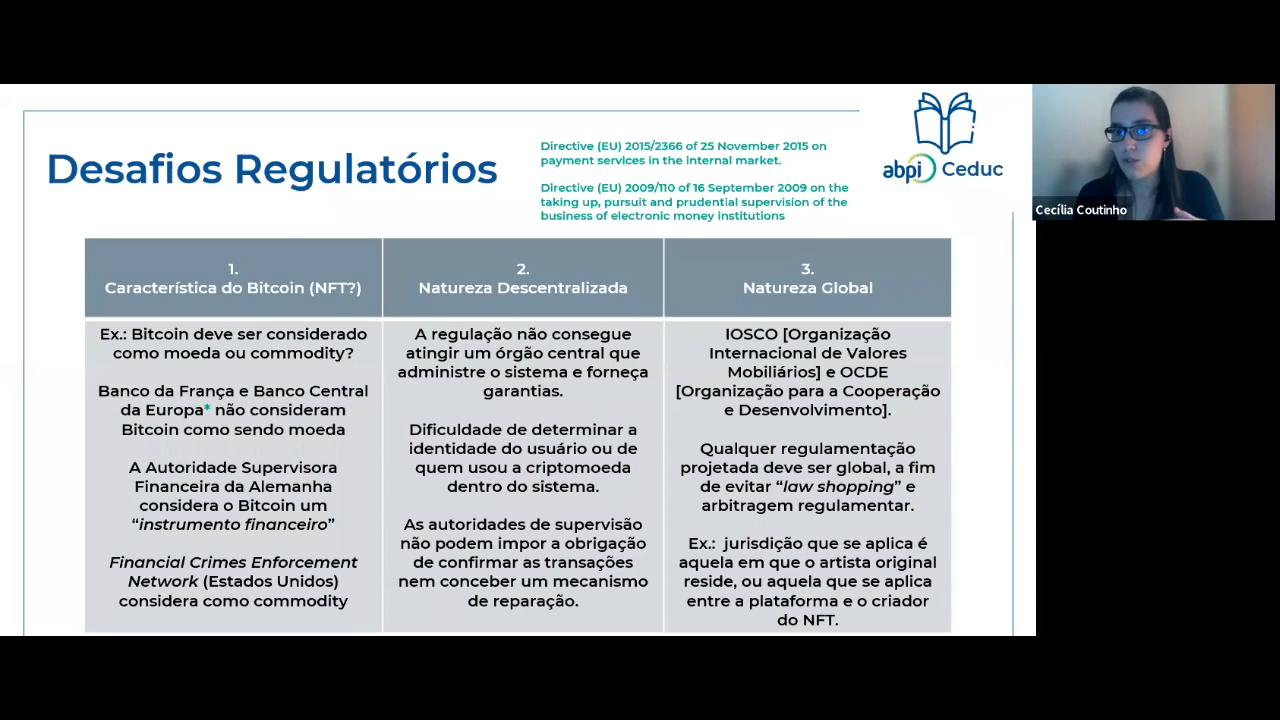 Desafios Regulatórios
Directive (EU) 2015/2366 of 25 November 2015 on
payment services in the internal market.
Directive (EU) 2009/110 of 16 September 2009 on the
taking up, pursuit and prudential supervision of the
business of electronic money institutions
abpi Ceduc
Cecília Coutinho
1.
Característica do Bitcoin (NFT?)
Ex.: Bitcoin deve ser considerado
como moeda ou commodity?
Banco da França e Banco Central
da Europa* não consideram
Bitcoin como sendo moeda
A Autoridade Supervisora
Financeira da Alemanha
considera o Bitcoin um
“instrumento financeiro”
Financial Crimes Enforcement
Network (Estados Unidos)
considera como commodity
2.
Natureza Descentralizada
A regulação não consegue
atingir um órgão central que
administre o sistema e forneça
garantias.
Dificuldade de determinar a
identidade do usuário ou de
quem usou a criptomoeda
dentro do sistema.
As autoridades de supervisão
não podem impor a obrigação
de confirmar as transações
nem conceber um mecanismo
de reparação.
3.
Natureza Global
IOSCO [Organização
Internacional de Valores
Mobiliários] e OCDE
[Organização para a Cooperação
e Desenvolvimento].
Qualquer regulamentação
projetada deve ser global, a fim
de evitar “law shopping” e
arbitragem regulamentar.
Ex.: jurisdição que se aplica é
aquela em que o artista original
reside, ou aquela que se aplica
entre a plataforma e o criador
do NFT.